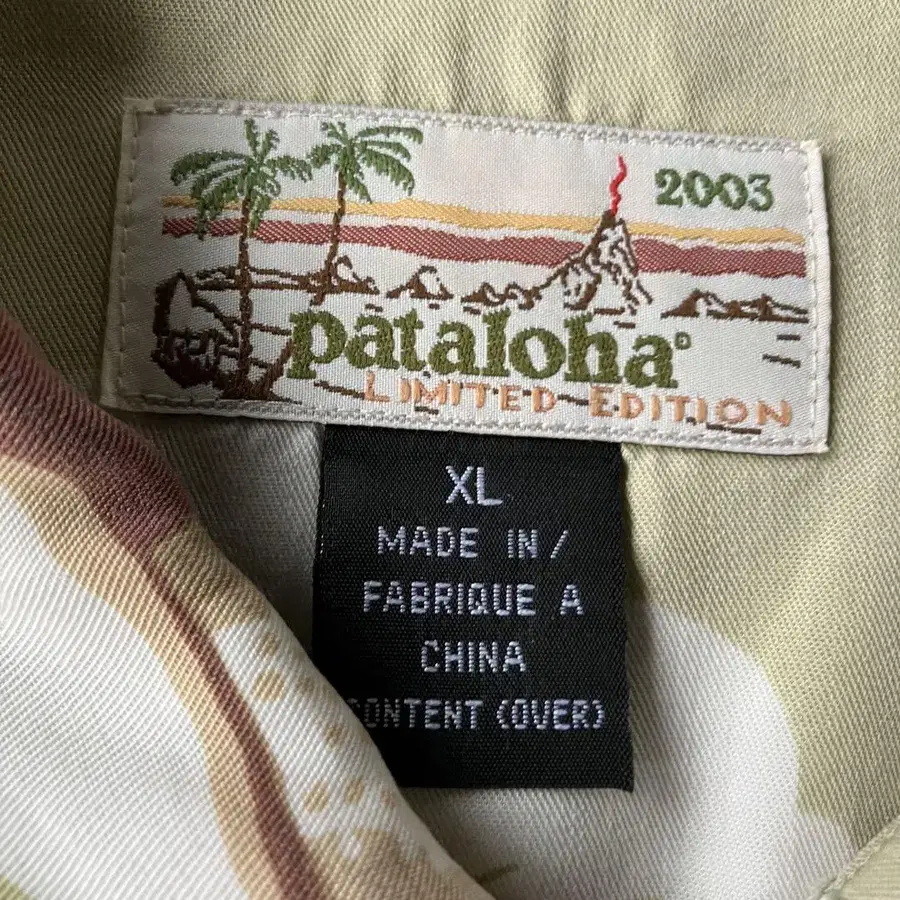 2003
pataloha®
LIMITED EDITION
XL
MADE IN /
FABRIQUE A
CHINA
CONTENT (OVER)